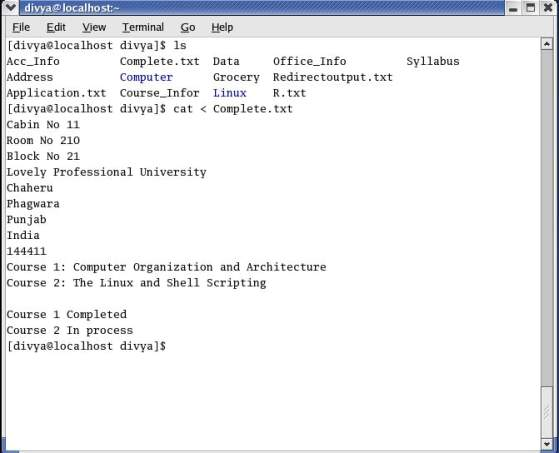 divya@localhost:~
File Edit View Terminal Go Help
[divya@localhost divya]$ ls
Acc_Info Complete.txt Data Office_Info Syllabus
Address Computer Grocery Redirectoutput.txt
Application.txt Course_Infor Linux R.txt
[divya@localhost divya]$ cat < Complete.txt
Cabin No 11
Room No 210
Block No 21
Lovely Professional University
Chaheru
Phagwara
Punjab
India
144411
Course 1: Computer Organization and Architecture
Course 2: The Linux and Shell Scripting

Course 1 Completed
Course 2 In process
[divya@localhost divya]$